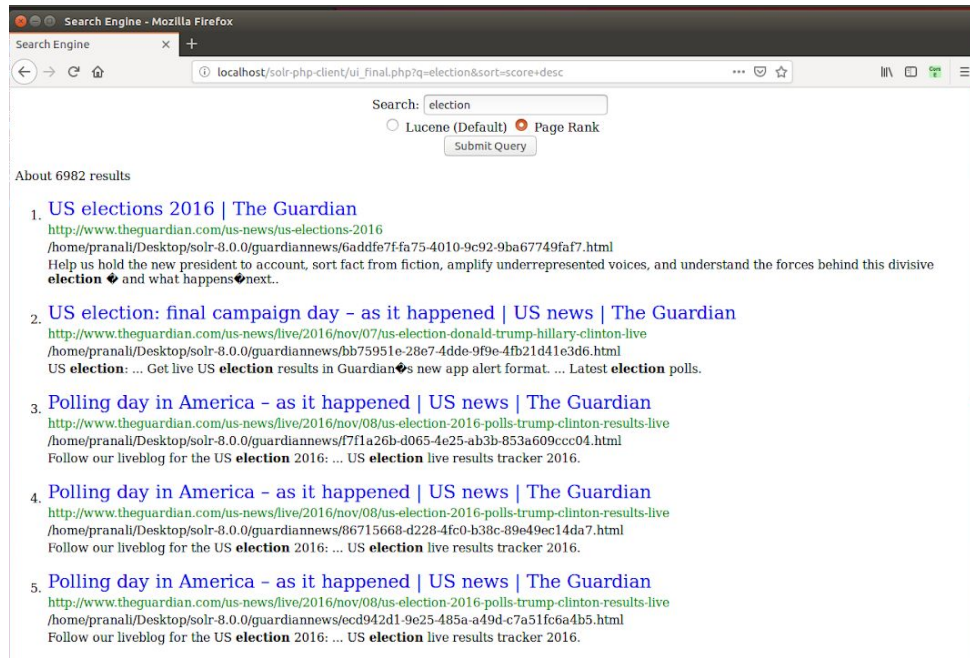 Search Engine - Mozilla Firefox
Search Engine
localhost/solr-php-client/ui_final.php?q=election&sort=score+desc
Search: election
Lucene (Default) Page Rank
Submit Query
About 6982 results
1. US elections 2016 | The Guardian
http://www.theguardian.com/us-news/us-elections-2016
/home/pranali/Desktop/solr-8.0.0/guardiannews/6addfe7f-fa75-4010-9c92-9ba67749faf7.html
Help us hold the new president to account, sort fact from fiction, amplify underrepresented voices, and understand the forces behind this divisive
election � and what happens�next..
2. US election: final campaign day – as it happened | US news | The Guardian
http://www.theguardian.com/us-news/live/2016/nov/07/us-election-donald-trump-hillary-clinton-live
/home/pranali/Desktop/solr-8.0.0/guardiannews/bb75951e-28e7-4dde-9f9e-4fb21d41e3d6.html
US election: ... Get live US election results in Guardian�s new app alert format. ... Latest election polls.
3. Polling day in America – as it happened | US news | The Guardian
http://www.theguardian.com/us-news/live/2016/nov/08/us-election-2016-polls-trump-clinton-results-live
/home/pranali/Desktop/solr-8.0.0/guardiannews/f7f1a26b-d065-4e25-ab3b-853a609ccc04.html
Follow our liveblog for the US election 2016: ... US election live results tracker 2016.
4. Polling day in America – as it happened | US news | The Guardian
http://www.theguardian.com/us-news/live/2016/nov/08/us-election-2016-polls-trump-clinton-results-live
/home/pranali/Desktop/solr-8.0.0/guardiannews/86715668-d228-4fc0-b38c-89e49ec14da7.html
Follow our liveblog for the US election 2016: ... US election live results tracker 2016.
5. Polling day in America – as it happened | US news | The Guardian
http://www.theguardian.com/us-news/live/2016/nov/08/us-election-2016-polls-trump-clinton-results-live
/home/pranali/Desktop/solr-8.0.0/guardiannews/ecd942d1-9e25-485a-a49d-c7a51fc6a4b5.html
Follow our liveblog for the US election 2016: ... US election live results tracker 2016.